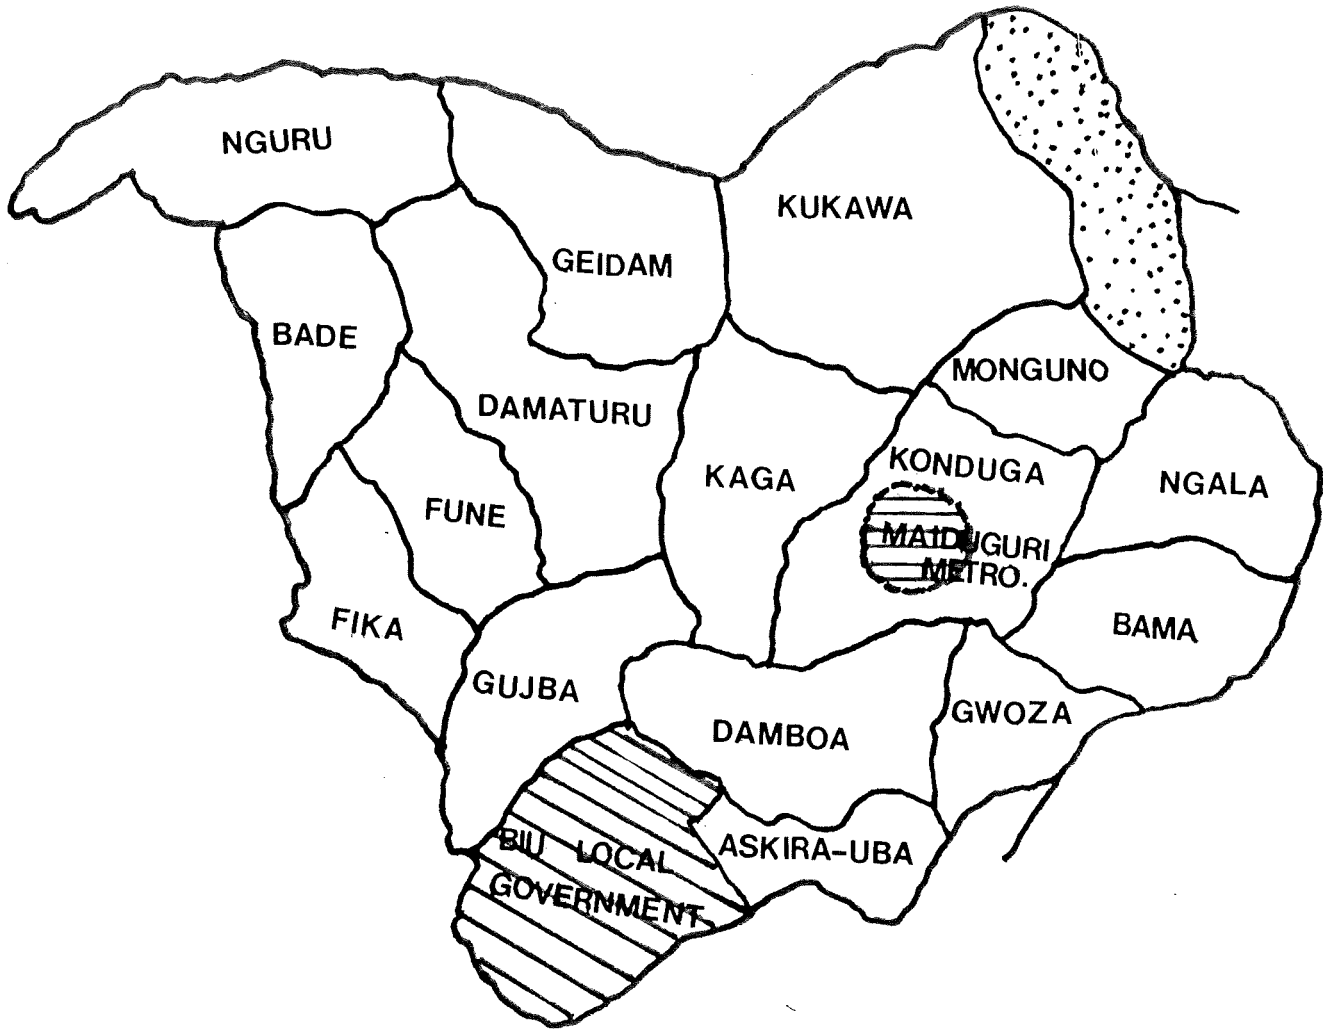 NGURU
KUKAWA
GEIDAM
BADE
MONGUNO
DAMATURU
KONDUGA
KAGA
NGALA
FUNE
MAIDUGURI
METRO.
FIKA
BAMA
GUJBA
GWOZA
DAMBOA
BIU LOCAL
GOVERNMENT
ASKIRA-UBA